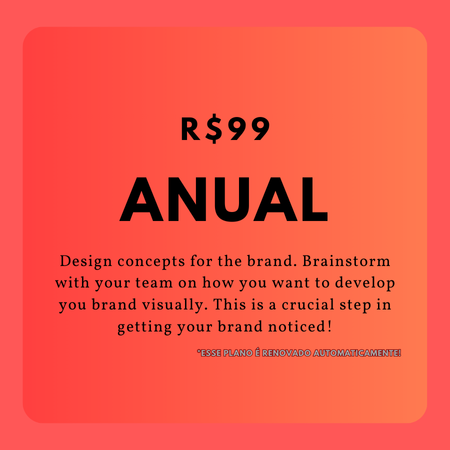 R$99
ANUAL
Design concepts for the brand. Brainstorm
with your team on how you want to develop
you brand visually. This is a crucial step in
getting your brand noticed!
*ESSE PLANO É RENOVADO AUTOMATICAMENTE!